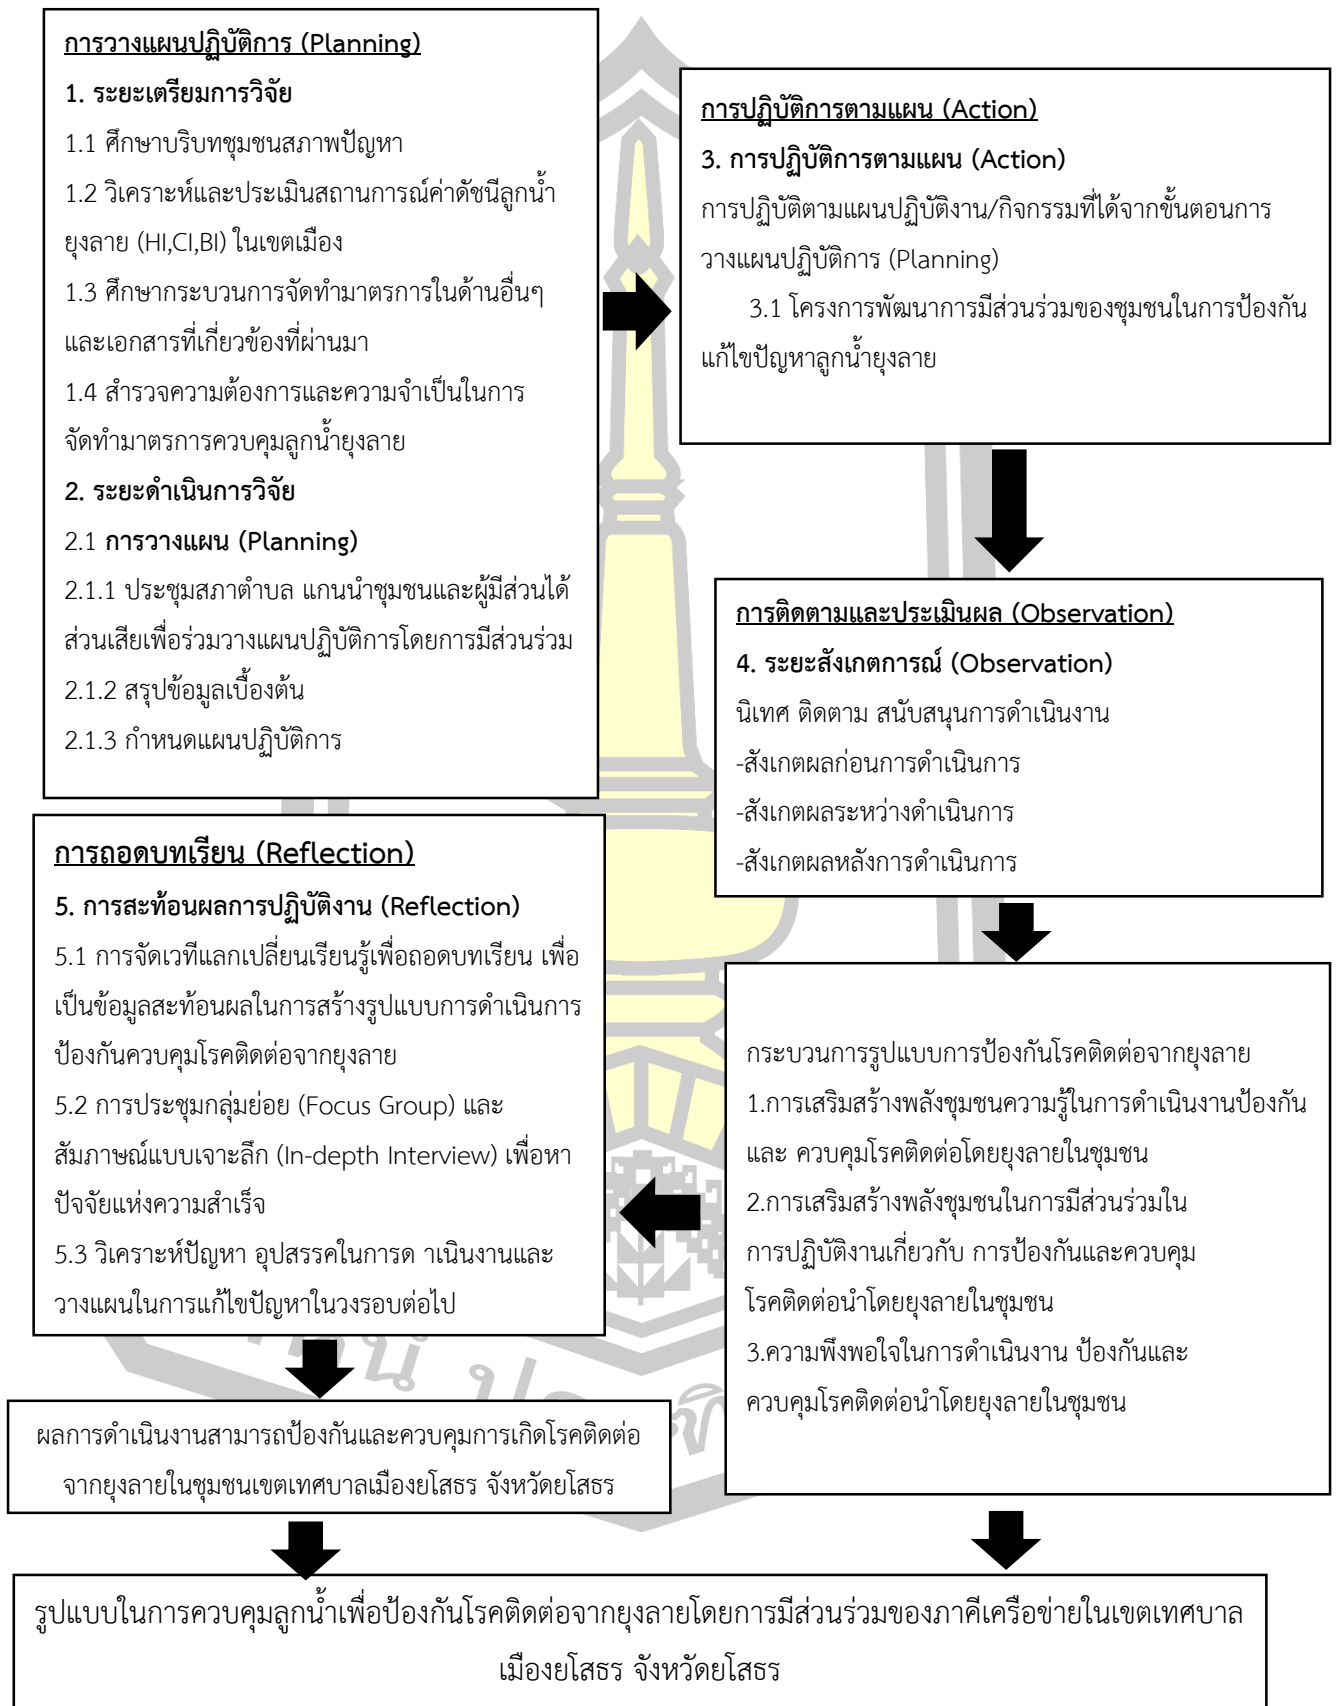 การวางแผนปฏิบัติการ (Planning)
1. ระยะเตรียมการวิจัย
1.1 ศึกษาบริบทชุมชนสภาพปัญหา
1.2 วิเคราะห์และประเมินสถานการณ์ค่าดัชนีลูกน้ำ
ยุงลาย (HI,CI,BI) ในเขตเมือง
1.3 ศึกษากระบวนการจัดทำมาตรการในด้านอื่นๆ
และเอกสารที่เกี่ยวข้องที่ผ่านมา
1.4 สำรวจความต้องการและความจำเป็นในการ
จัดทำมาตรการควบคุมลูกน้ำยุงลาย
2. ระยะดำเนินการวิจัย
2.1 การวางแผน (Planning)
2.1.1 ประชุมสภาตำบล แกนนำชุมชนและผู้มีส่วนได้
ส่วนเสียเพื่อร่วมวางแผนปฏิบัติการโดยการมีส่วนร่วม
2.1.2 สรุปข้อมูลเบื้องต้น
2.1.3 กำหนดแผนปฏิบัติการ
การปฏิบัติการตามแผน (Action)
3. การปฏิบัติการตามแผน (Action)
การปฏิบัติตามแผนปฏิบัติงาน/กิจกรรมที่ได้จากขั้นตอนการ
วางแผนปฏิบัติการ (Planning)
3.1 โครงการพัฒนาการมีส่วนร่วมของชุมชนในการป้องกัน
แก้ไขปัญหาลูกน้ำยุงลาย
การติดตามและประเมินผล (Observation)
4. ระยะสังเกตการณ์ (Observation)
นิเทศ ติดตาม สนับสนุนการดำเนินงาน
-สังเกตผลก่อนการดำเนินการ
-สังเกตผลระหว่างดำเนินการ
-สังเกตผลหลังการดำเนินการ
กระบวนการรูปแบบการป้องกันโรคติดต่อจากยุงลาย
1.การเสริมสร้างพลังชุมชนความรู้ในการดำเนินงานป้องกัน
และ ควบคุมโรคติดต่อโดยยุงลายในชุมชน
2.การเสริมสร้างพลังชุมชนในการมีส่วนร่วมใน
การปฏิบัติงานเกี่ยวกับ การป้องกันและควบคุม
โรคติดต่อนำโดยยุงลายในชุมชน
3.ความพึงพอใจในการดำเนินงาน ป้องกันและ
ควบคุมโรคติดต่อนำโดยยุงลายในชุมชน
การถอดบทเรียน (Reflection)
5. การสะท้อนผลการปฏิบัติงาน (Reflection)
5.1 การจัดเวทีแลกเปลี่ยนเรียนรู้เพื่อถอดบทเรียน เพื่อ
เป็นข้อมูลสะท้อนผลในการสร้างรูปแบบการดำเนินการ
ป้องกันควบคุมโรคติดต่อจากยุงลาย
5.2 การประชุมกลุ่มย่อย (Focus Group) และ
สัมภาษณ์แบบเจาะลึก (In-depth Interview) เพื่อหา
ปัจจัยแห่งความสำเร็จ
5.3 วิเคราะห์ปัญหา อุปสรรคในการด าเนินงานและ
วางแผนในการแก้ไขปัญหาในวงรอบต่อไป
ผลการดำเนินงานสามารถป้องกันและควบคุมการเกิดโรคติดต่อ
จากยุงลายในชุมชนเขตเทศบาลเมืองยโสธร จังหวัดยโสธร
รูปแบบในการควบคุมลูกน้ำเพื่อป้องกันโรคติดต่อจากยุงลายโดยการมีส่วนร่วมของภาคีเครือข่ายในเขตเทศบาล
เมืองยโสธร จังหวัดยโสธร